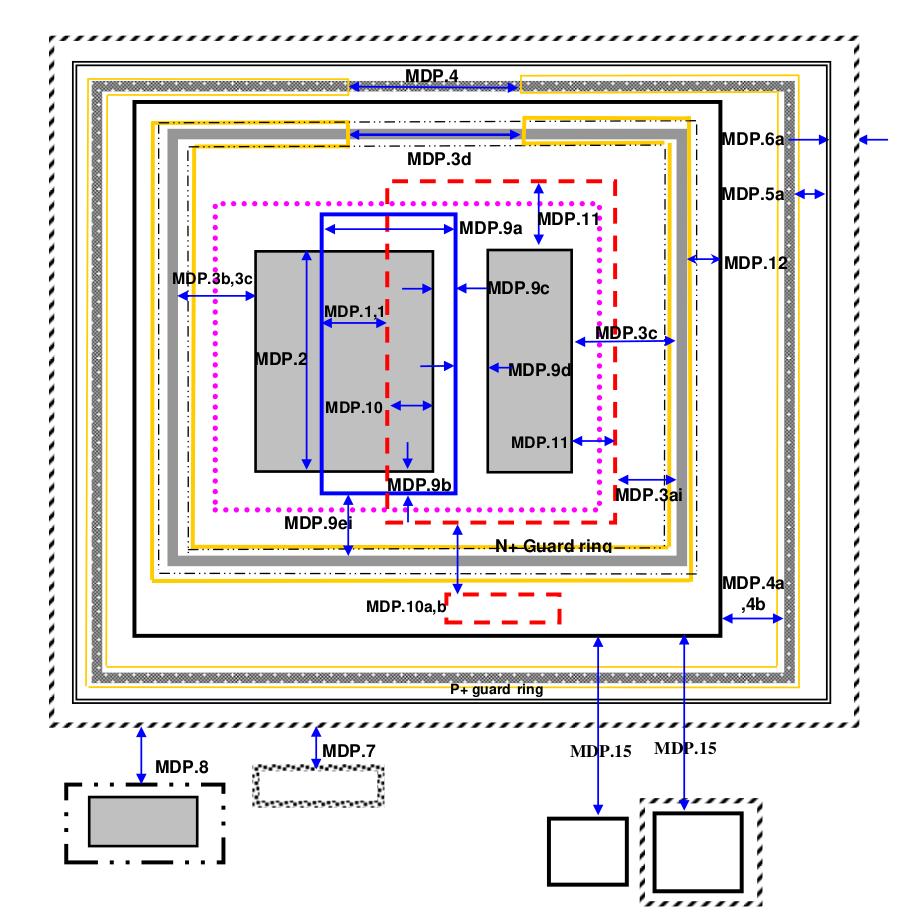 MDP.4
MDP.6a
MDP.3d
MDP.5a
MDP.11
MDP.9a
MDP.12
MDP.3b,3c
MDP.9c
MDP.1,1
MDP.3c
MDP.2
MDP.9d
MDP.10
MDP.11
MDP.9b
MDP.3ai
MDP.9ei
N+ Guard ring
MDP.4a
,4b
MDP.10a,b
P+ guard ring
MDP.15
MDP.15
MDP.7
MDP.8